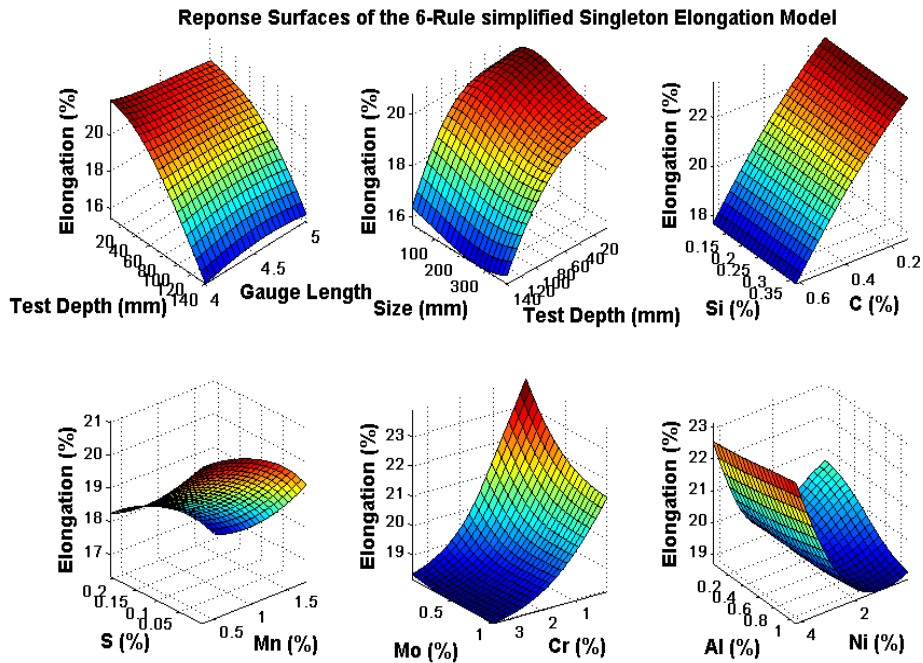 Reponse Surfaces of the 6-Rule simplified Singleton Elongation Model
Elongation (%)
20
18
16
20 40 60 80 100 120 140
Test Depth (mm)
4 4.5 5
Gauge Length
Elongation (%)
20
18
16
100 200 300
Size (mm)
140 120 100 80 60 40 20
Test Depth (mm)
Elongation (%)
22
20
18
0.15 0.2 0.25 0.3 0.35
Si (%)
0.6 0.4 0.2
C (%)
Elongation (%)
21
20
19
18
17
0.2 0.15 0.1 0.05
S (%)
0.5 1 1.5
Mn (%)
Elongation (%)
23
22
21
20
19
0.5 1
Mo (%)
3 2 1
Cr (%)
Elongation (%)
23
22
21
20
19
0.2 0.4 0.6 0.8 1
Al (%)
4 2
Ni (%)